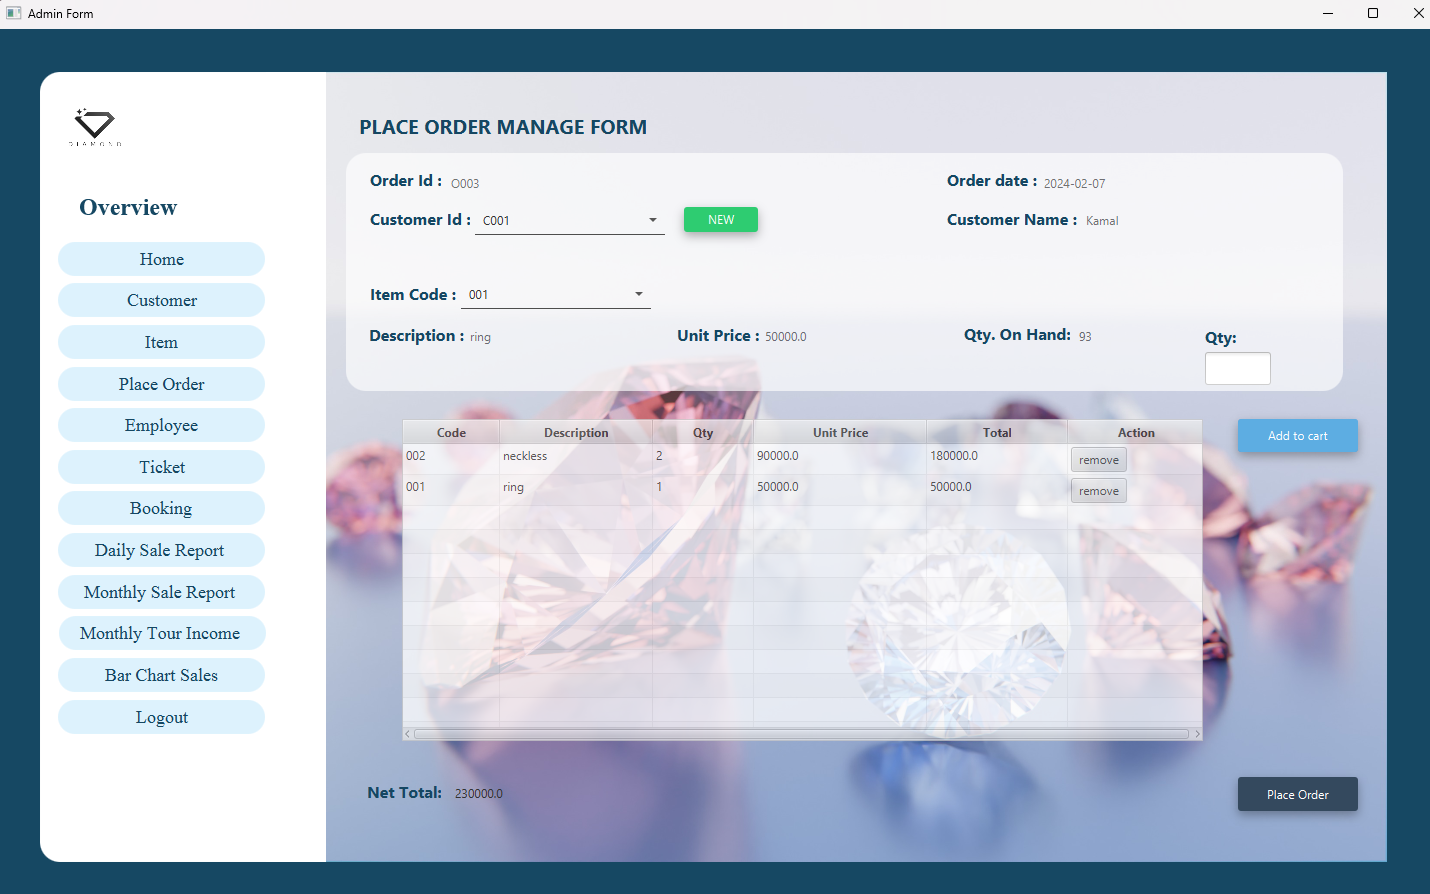 Admin Form
DIAMOND
Overview
Home
Customer
Item
Place Order
Employee
Ticket
Booking
Daily Sale Report
Monthly Sale Report
Monthly Tour Income
Bar Chart Sales
Logout
PLACE ORDER MANAGE FORM
Order Id : O003
Order date : 2024-02-07
Customer Id : C001
NEW
Customer Name : Kamal
Item Code : 001
Description : ring
Unit Price : 50000.0
Qty. On Hand: 93
Qty:
Code Description Qty Unit Price Total Action
002 neckless 2 90000.0 180000.0 remove
001 ring 1 50000.0 50000.0 remove
Add to cart
Net Total: 230000.0
Place Order